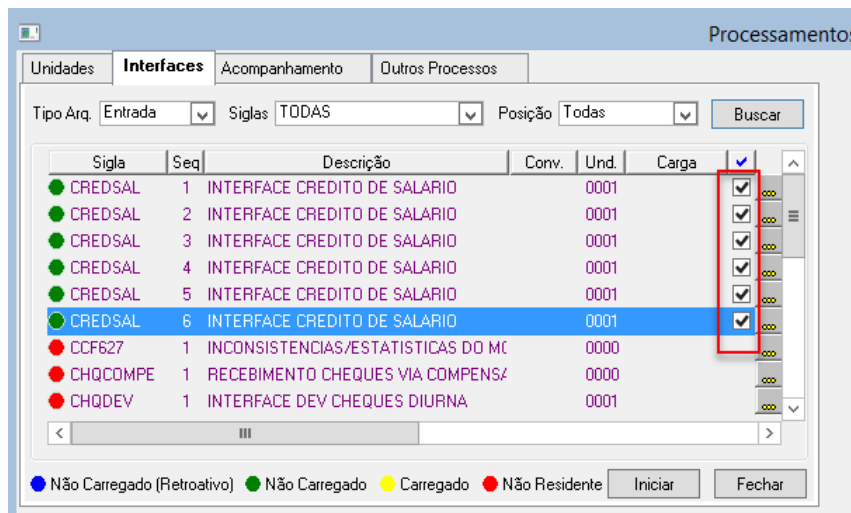 Processamentos
Unidades Interfaces Acompanhamento Outros Processos
Tipo Arq. Entrada Siglas TODAS Posição Todas Buscar
Sigla Seq Descrição Conv. Und. Carga
CREDSAL 1 INTERFACE CREDITO DE SALARIO 0001
CREDSAL 2 INTERFACE CREDITO DE SALARIO 0001
CREDSAL 3 INTERFACE CREDITO DE SALARIO 0001
CREDSAL 4 INTERFACE CREDITO DE SALARIO 0001
CREDSAL 5 INTERFACE CREDITO DE SALARIO 0001
CREDSAL 6 INTERFACE CREDITO DE SALARIO 0001
CCF627 1 INCONSISTENCIAS/ESTATISTICAS DO MC 0000
CHQCOMPE 1 RECEBIMENTO CHEQUES VIA COMPENSA 0000
CHQDEV 1 INTERFACE DEV CHEQUES DIURNA 0001
Não Carregado (Retroativo) Não Carregado Carregado Não Residente Iniciar Fechar